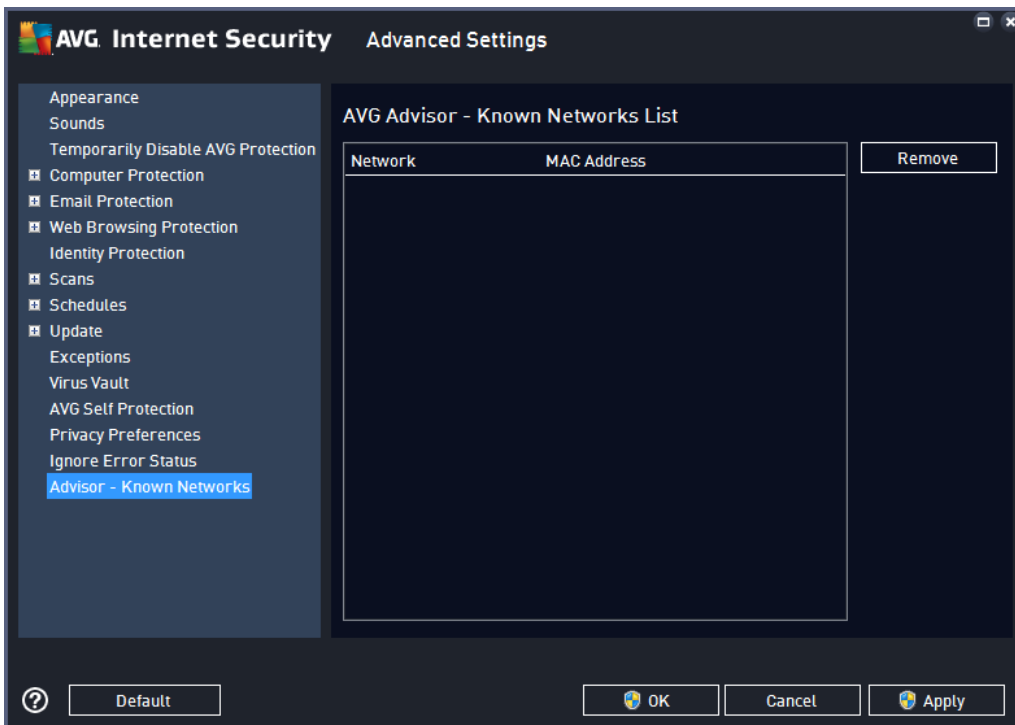 AVG. Internet Security Advanced Settings
Appearance
Sounds
Temporarily Disable AVG Protection
Computer Protection
Email Protection
Web Browsing Protection
Identity Protection
Scans
Schedules
Update
Exceptions
Virus Vault
AVG Self Protection
Privacy Preferences
Ignore Error Status
Advisor - Known Networks
AVG Advisor - Known Networks List
Network MAC Address
Remove
? Default OK Cancel Apply